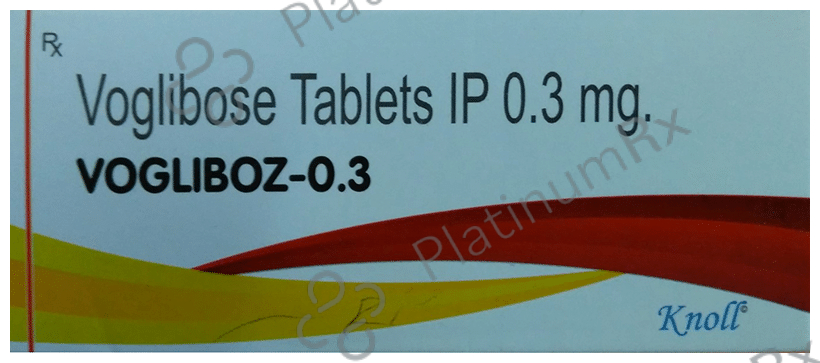 Rx
Voglibose Tablets IP 0.3 mg.
VOGLIBOZ-0.3
Knoll©
PlatinumRx